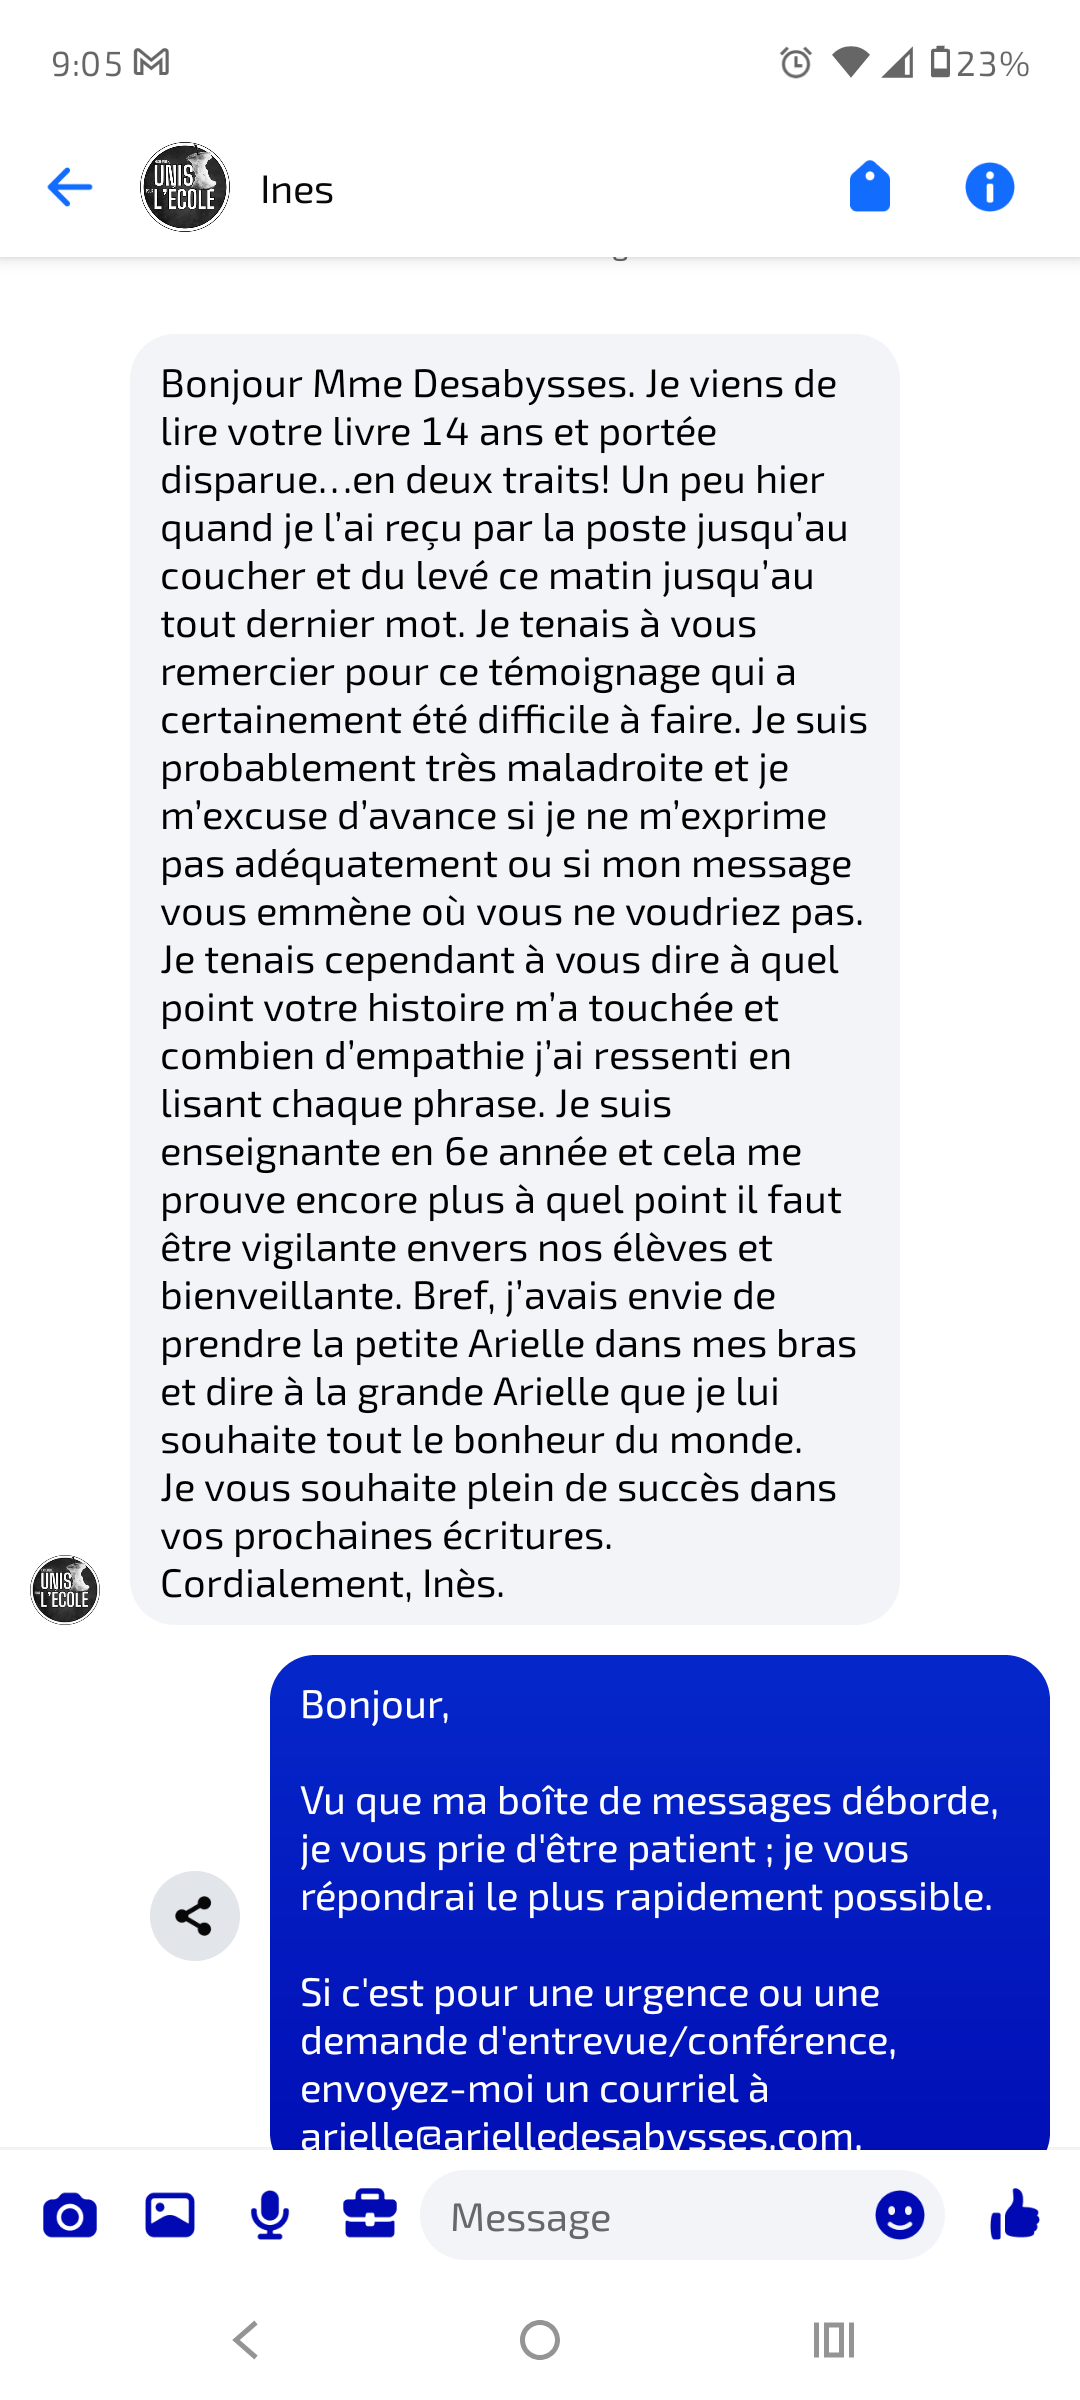 9:05
23%
UNIS
L'ECOLE
Ines
Bonjour Mme Desabysses. Je viens de
lire votre livre 14 ans et portée
disparue...en deux traits! Un peu hier
quand je l’ai reçu par la poste jusqu’au
coucher et du levé ce matin jusqu’au
tout dernier mot. Je tenais à vous
remercier pour ce témoignage qui a
certainement été difficile à faire. Je suis
probablement très maladroite et je
m’excuse d’avance si je ne m’exprime
pas adéquatement ou si mon message
vous emmène où vous ne voudriez pas.
Je tenais cependant à vous dire à quel
point votre histoire m’a touchée et
combien d’empathie j’ai ressenti en
lisant chaque phrase. Je suis
enseignante en 6e année et cela me
prouve encore plus à quel point il faut
être vigilante envers nos élèves et
bienveillante. Bref, j’avais envie de
prendre la petite Arielle dans mes bras
et dire à la grande Arielle que je lui
souhaite tout le bonheur du monde.
Je vous souhaite plein de succès dans
vos prochaines écritures.
Cordialement, Inès.
UNIS
L'ECOLE
Bonjour,
Vu que ma boîte de messages déborde,
je vous prie d'être patient ; je vous
répondrai le plus rapidement possible.
Si c'est pour une urgence ou une
demande d'entrevue/conférence,
envoyez-moi un courriel à
arielle@arielledesabysses.com.
Message